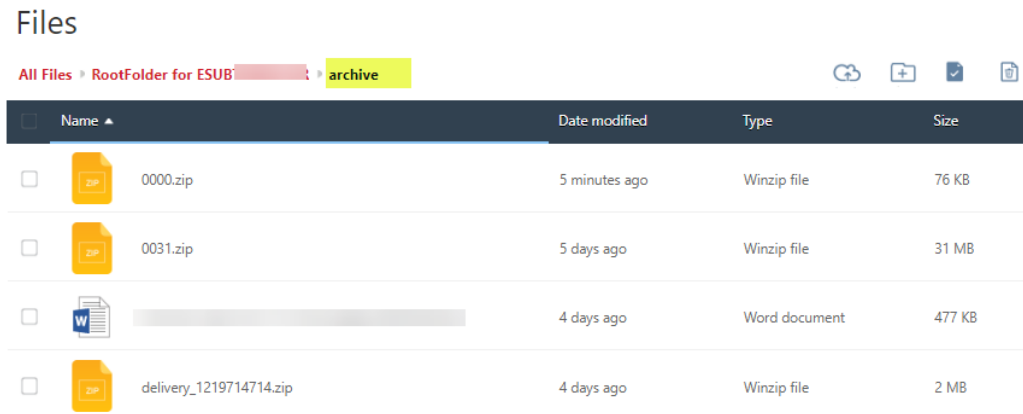 Files
All Files RootFolder for ESUB archive
Name Date modified Type Size
ZIP 0000.zip 5 minutes ago Winzip file 76 KB
ZIP 0031.zip 5 days ago Winzip file 31 MB
W 4 days ago Word document 477 KB
ZIP delivery_1219714714.zip 4 days ago Winzip file 2 MB